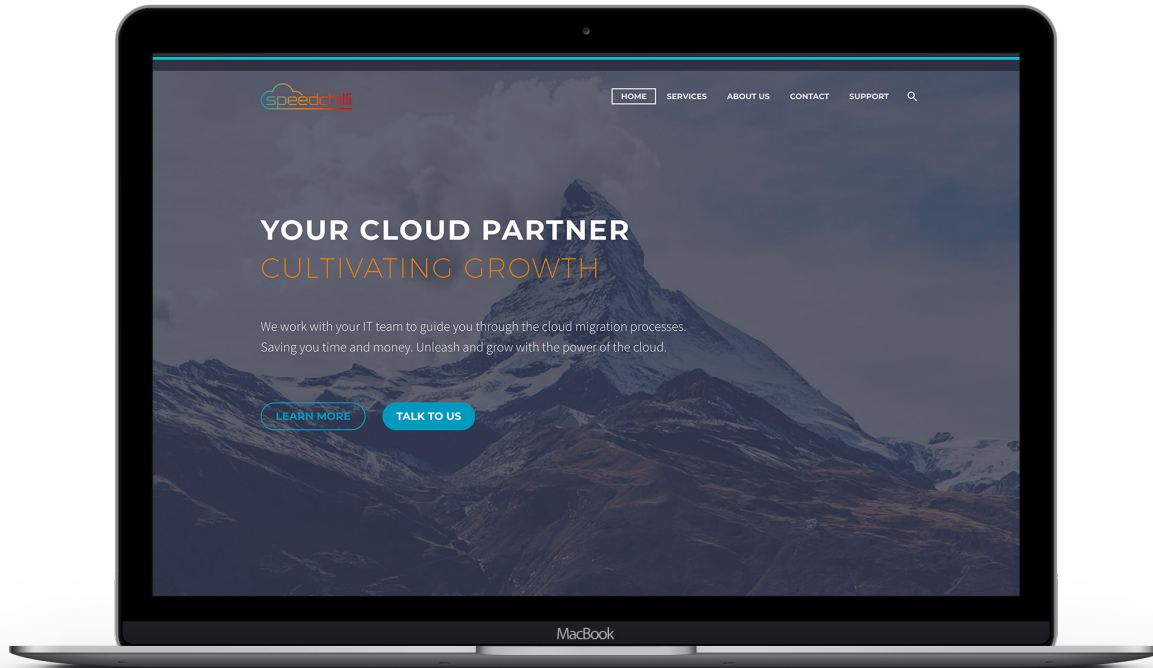 speedchilli
HOME SERVICES ABOUT US CONTACT SUPPORT
YOUR CLOUD PARTNER
CULTIVATING GROWTH
We work with your IT team to guide you through the cloud migration processes.
Saving you time and money. Unleash and grow with the power of the cloud.
LEARN MORE TALK TO US
MacBook